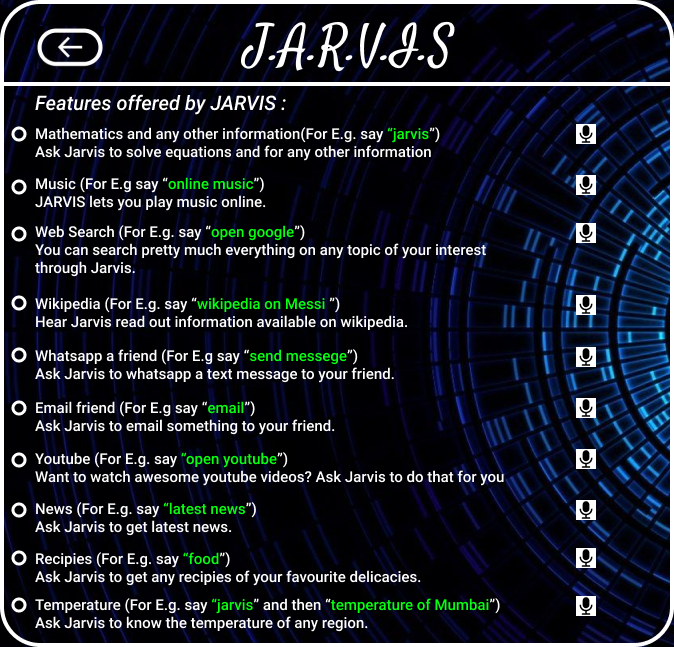 J.A.R.V.I.S
Features offered by JARVIS :
Mathematics and any other information(For E.g. say “jarvis”)
Ask Jarvis to solve equations and for any other information
Music (For E.g say “online music”)
JARVIS lets you play music online.
Web Search (For E.g. say “open google”)
You can search pretty much everything on any topic of your interest
through Jarvis.
Wikipedia (For E.g. say “wikipedia on Messi ”)
Hear Jarvis read out information available on wikipedia.
Whatsapp a friend (For E.g say “send messege”)
Ask Jarvis to whatsapp a text message to your friend.
Email friend (For E.g say “email”)
Ask Jarvis to email something to your friend.
Youtube (For E.g. say “open youtube”)
Want to watch awesome youtube videos? Ask Jarvis to do that for you
News (For E.g. say “latest news”)
Ask Jarvis to get latest news.
Recipies (For E.g. say “food”)
Ask Jarvis to get any recipies of your favourite delicacies.
Temperature (For E.g. say “jarvis” and then “temperature of Mumbai”)
Ask Jarvis to know the temperature of any region.